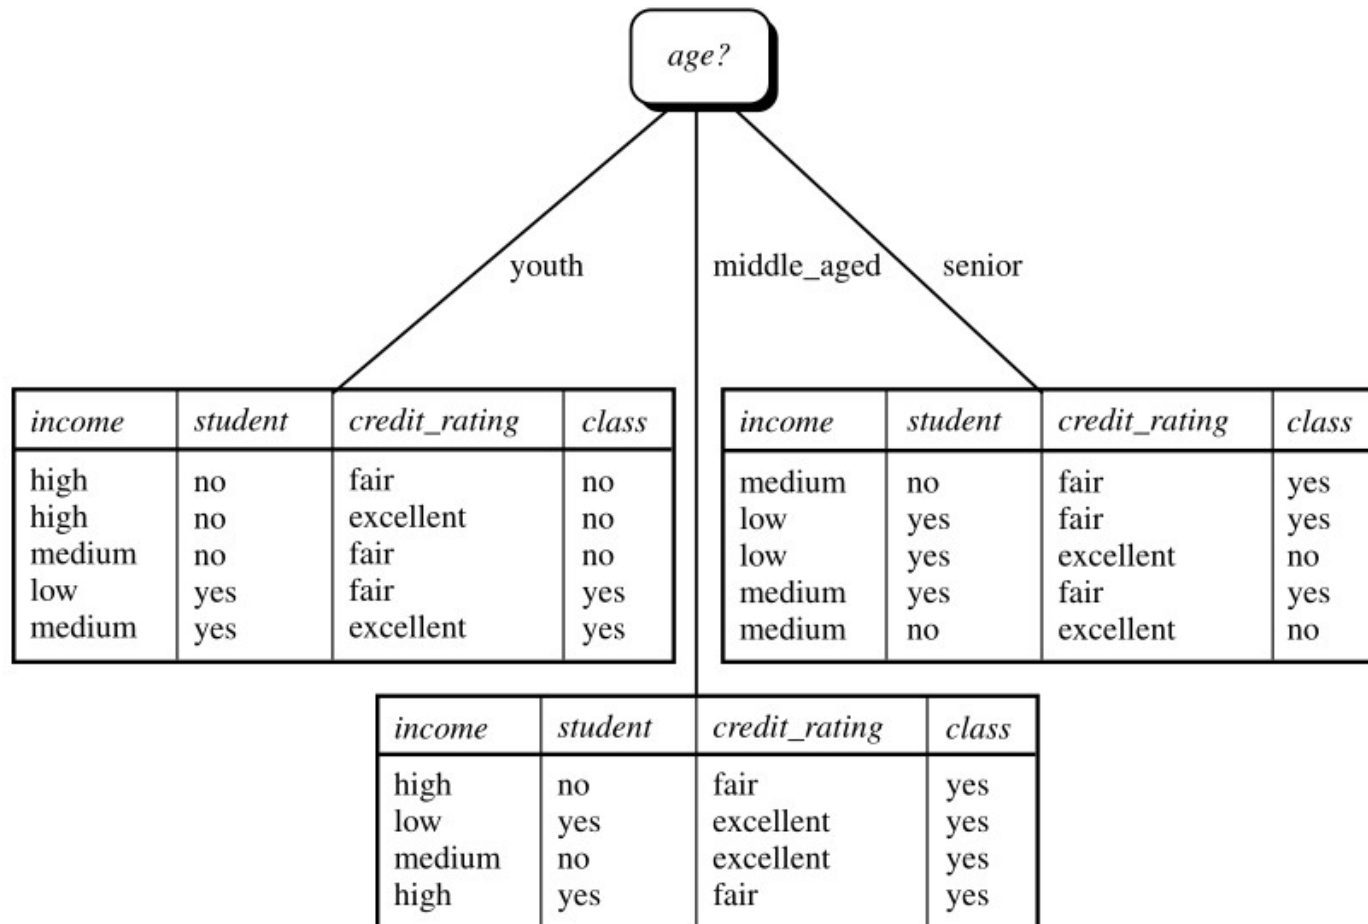 age?
youth
middle_aged
senior
income student credit_rating class
high no fair no
high no excellent no
medium no fair no
low yes fair yes
medium yes excellent yes
income student credit_rating class
medium no fair yes
low yes fair yes
low yes excellent no
medium yes fair yes
medium no excellent no
income student credit_rating class
high no fair yes
low yes excellent yes
medium no excellent yes
high yes fair yes